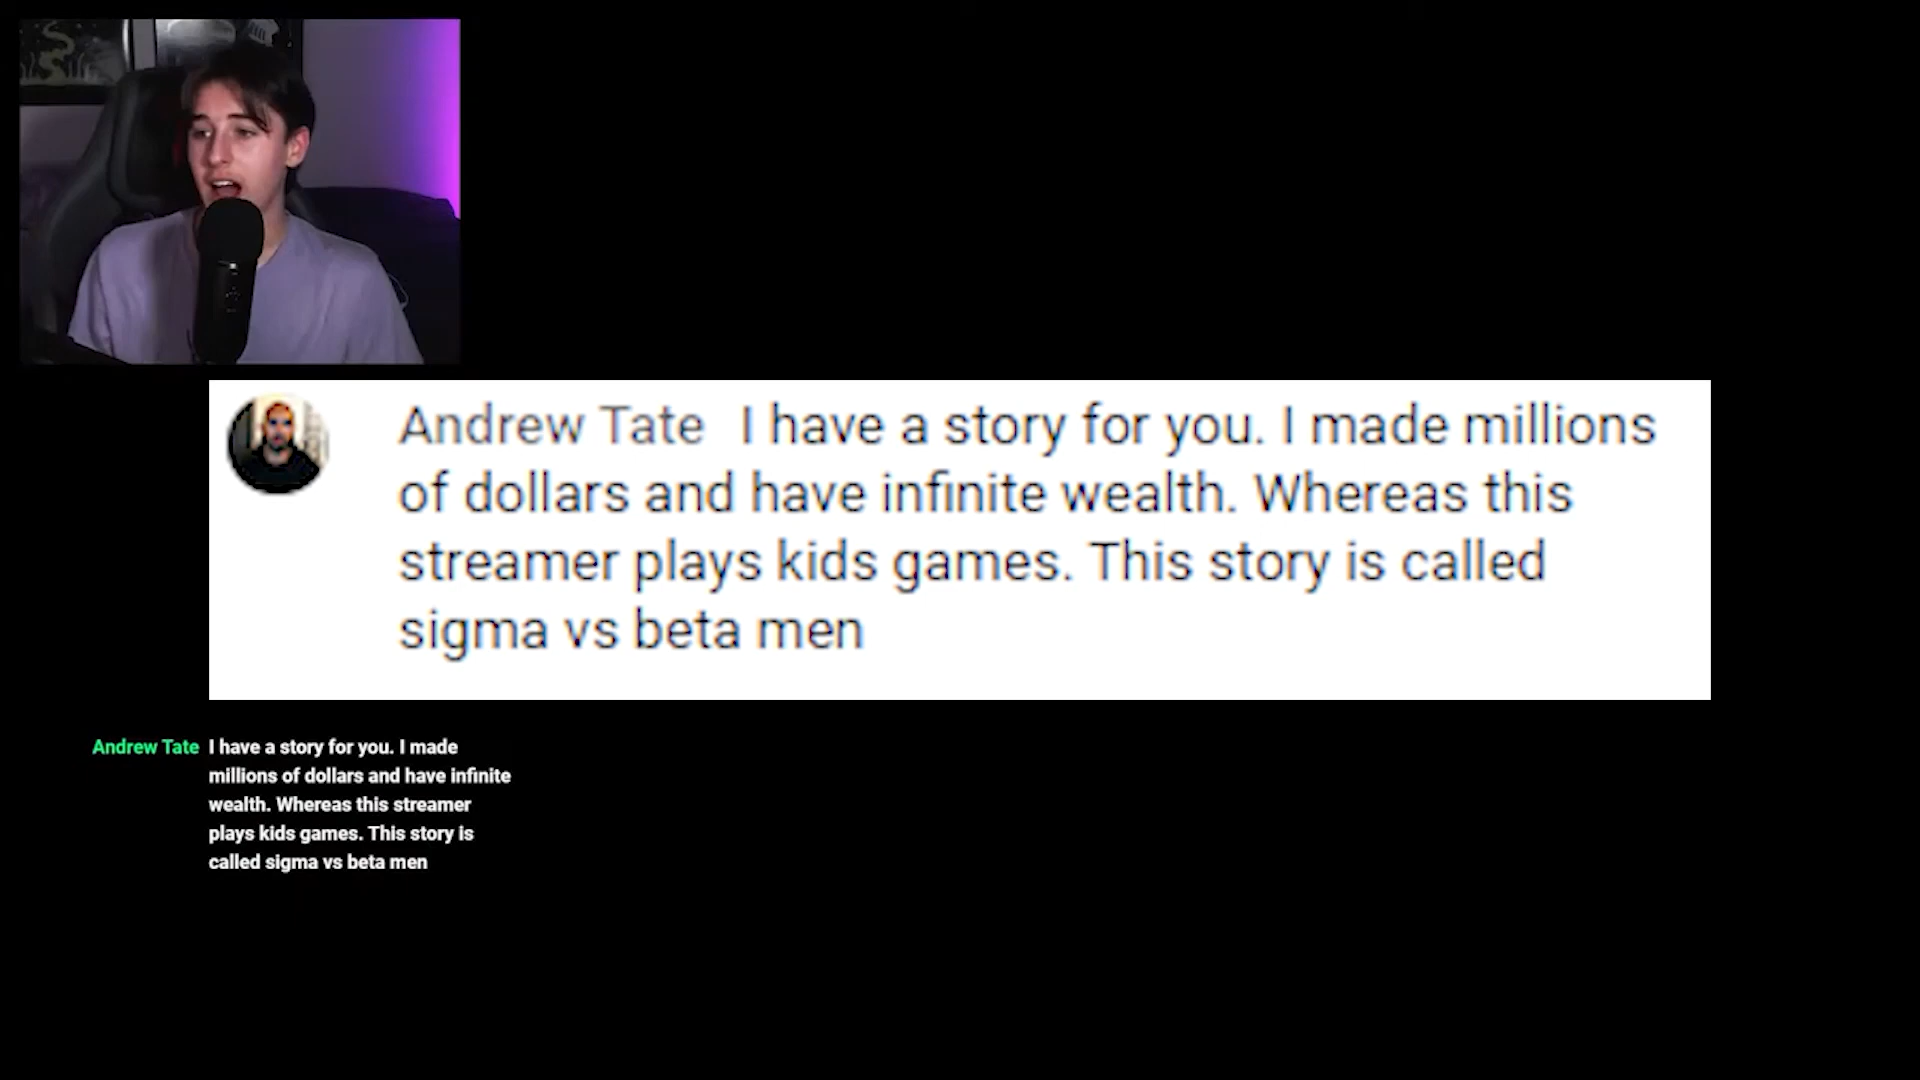 Andrew Tate I have a story for you. I made millions
of dollars and have infinite wealth. Whereas this
streamer plays kids games. This story is called
sigma vs beta men
Andrew Tate I have a story for you. I made
millions of dollars and have infinite
wealth. Whereas this streamer
plays kids games. This story is
called sigma vs beta men